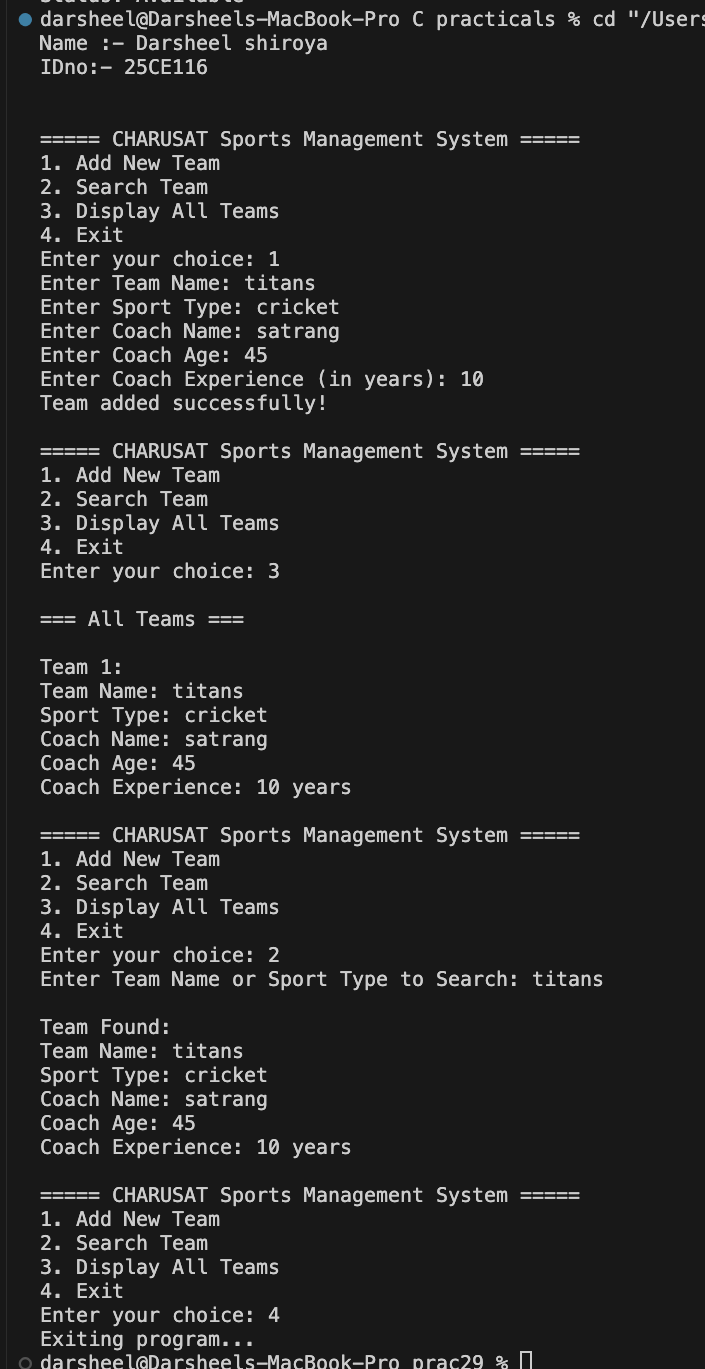 darsheel@Darsheels-MacBook-Pro C practicals % cd "/Users
Name :- Darsheel shiroya
IDno:- 25CE116
===== CHARUSAT Sports Management System =====
1. Add New Team
2. Search Team
3. Display All Teams
4. Exit
Enter your choice: 1
Enter Team Name: titans
Enter Sport Type: cricket
Enter Coach Name: satrang
Enter Coach Age: 45
Enter Coach Experience (in years): 10
Team added successfully!
===== CHARUSAT Sports Management System =====
1. Add New Team
2. Search Team
3. Display All Teams
4. Exit
Enter your choice: 3
=== All Teams ===
Team 1:
Team Name: titans
Sport Type: cricket
Coach Name: satrang
Coach Age: 45
Coach Experience: 10 years
===== CHARUSAT Sports Management System =====
1. Add New Team
2. Search Team
3. Display All Teams
4. Exit
Enter your choice: 2
Enter Team Name or Sport Type to Search: titans
Team Found:
Team Name: titans
Sport Type: cricket
Coach Name: satrang
Coach Age: 45
Coach Experience: 10 years
===== CHARUSAT Sports Management System =====
1. Add New Team
2. Search Team
3. Display All Teams
4. Exit
Enter your choice: 4
Exiting program...
darsheel@Darsheels-MacBook-Pro prac29 %